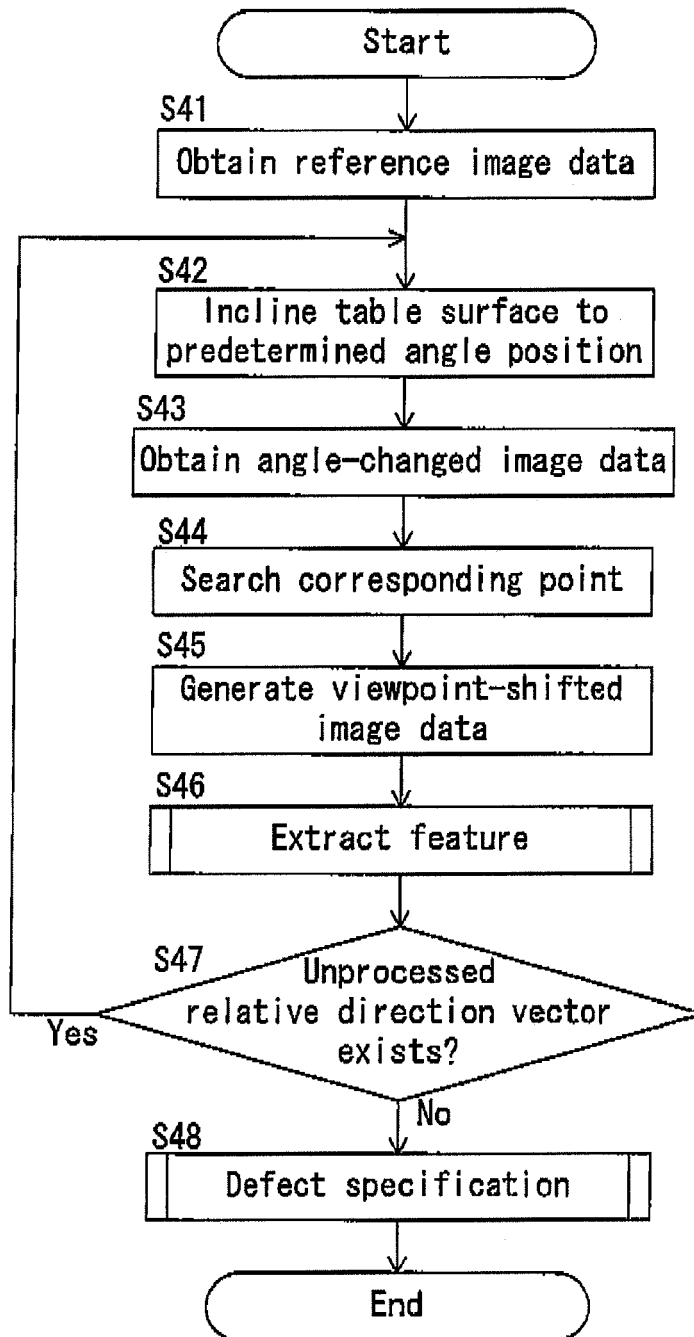 Start
S41
Obtain reference image data
S42
Incline table surface to
predetermined angle position
S43
Obtain angle-changed image data
S44
Search corresponding point
S45
Generate viewpoint-shifted
image data
S46
Extract feature
S47
Unprocessed
relative direction vector
exists?
Yes
No
S48
Defect specification
End